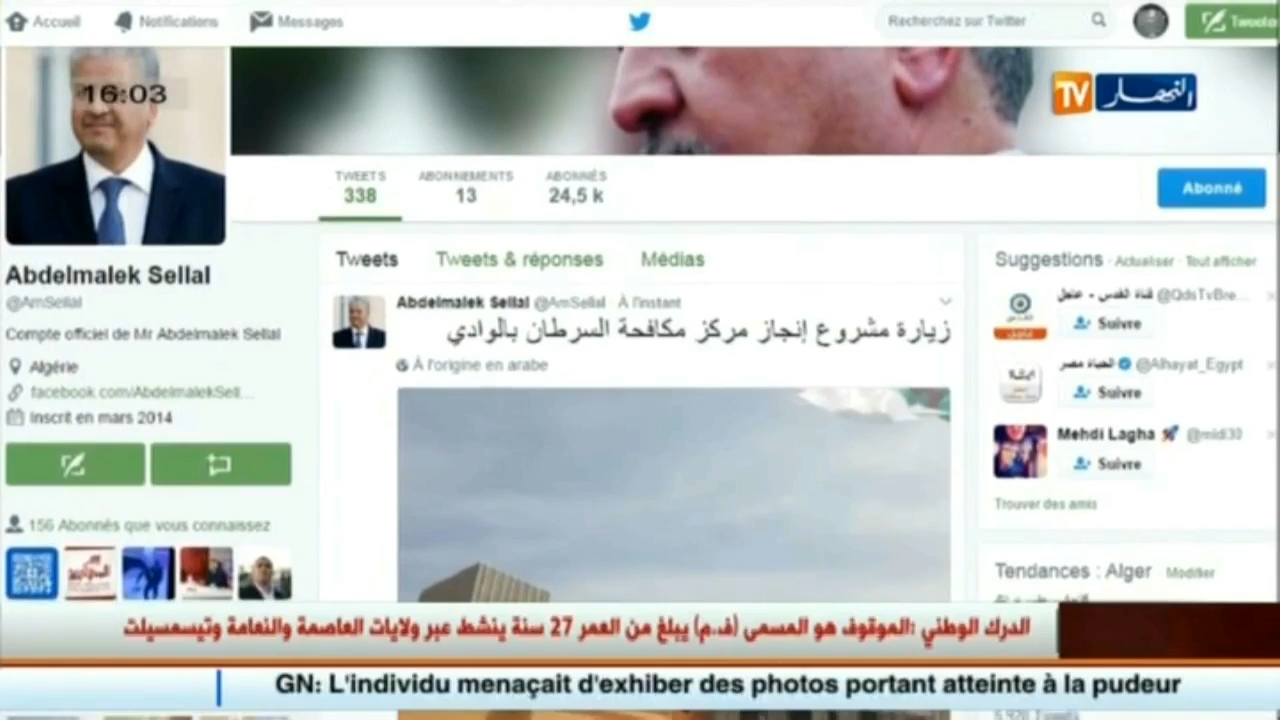 Accueil
Notifications
Messages
Recherchez sur Twitter
16:03
TV النهار
TWEETS
338
ABONNEMENTS
13
ABONNÉS
24,5 k
Abonné
Abdelmalek Sellal
@AmSellal
Compte officiel de Mr Abdelmalek Sellal
Algérie
facebook.com/AbdelmalekSell...
Inscrit en mars 2014
156 Abonnés que vous connaissez
Tweets
Tweets & réponses
Médias
Abdelmalek Sellal @AmSellal · À l'instant
زيارة مشروع إنجاز مركز مكافحة السرطان بالوادي
À l'origine en arabe
Suggestions · Actualiser · Tout afficher
قناة القدس - عاجل @QdsTvBre...
Suivre
الحياة مصر @Alhayat_Egypt
Suivre
Mehdi Lagha @midi30
Suivre
Trouver des amis
Tendances : Alger Modifier
الدرك الوطني :الموقوف هو المسمى (ف.م) يبلغ من العمر 27 سنة ينشط عبر ولايات العاصمة والنعامة وتيسمسيلت
GN: L'individu menaçait d'exhiber des photos portant atteinte à la pudeur